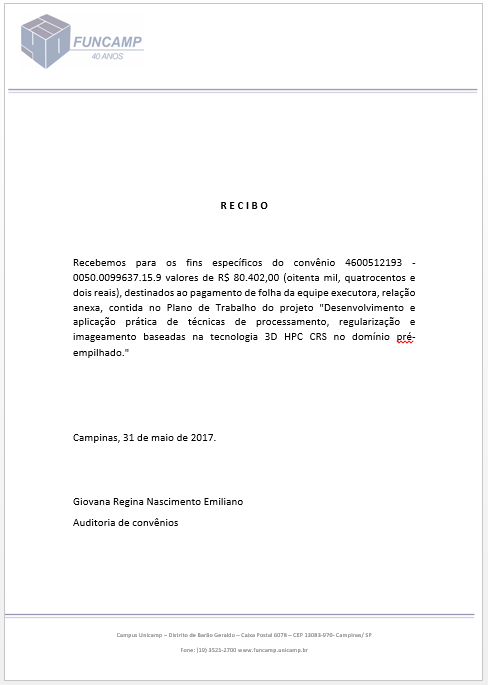 FUNCAMP
40 ANOS
R E C I B O
Recebemos para os fins específicos do convênio 4600512193 -
0050.0099637.15.9 valores de R$ 80.402,00 (oitenta mil, quatrocentos e
dois reais), destinados ao pagamento de folha da equipe executora, relação
anexa, contida no Plano de Trabalho do projeto "Desenvolvimento e
aplicação prática de técnicas de processamento, regularização e
imageamento baseadas na tecnologia 3D HPC CRS no domínio pré-
empilhado."
Campinas, 31 de maio de 2017.
Giovana Regina Nascimento Emiliano
Auditoria de convênios
Campus Unicamp – Distrito de Barão Geraldo – Caixa Postal 6078 – CEP 13083-970- Campinas/ SP
Fone: (19) 3521-2700 www.funcamp.unicamp.br